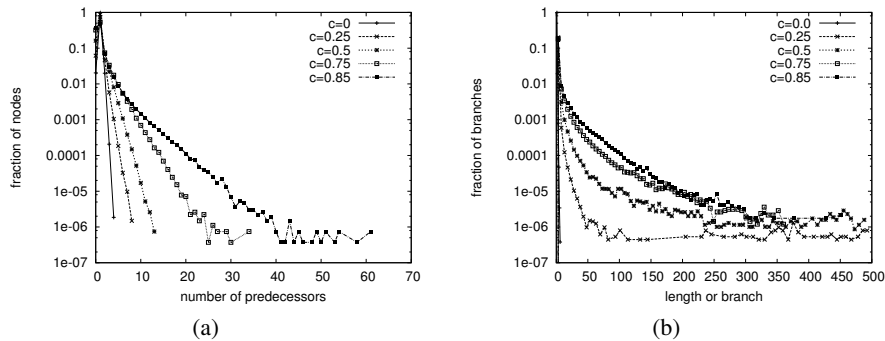 c=0
c=0.25
c=0.5
c=0.75
c=0.85
1
0.1
0.01
0.001
0.0001
1e-05
1e-06
1e-07
fraction of nodes
0 10 20 30 40 50 60 70
number of predecessors
(a)
c=0.0
c=0.25
c=0.5
c=0.75
c=0.85
1
0.1
0.01
0.001
0.0001
1e-05
1e-06
1e-07
fraction of branches
0 50 100 150 200 250 300 350 400 450 500
length or branch
(b)